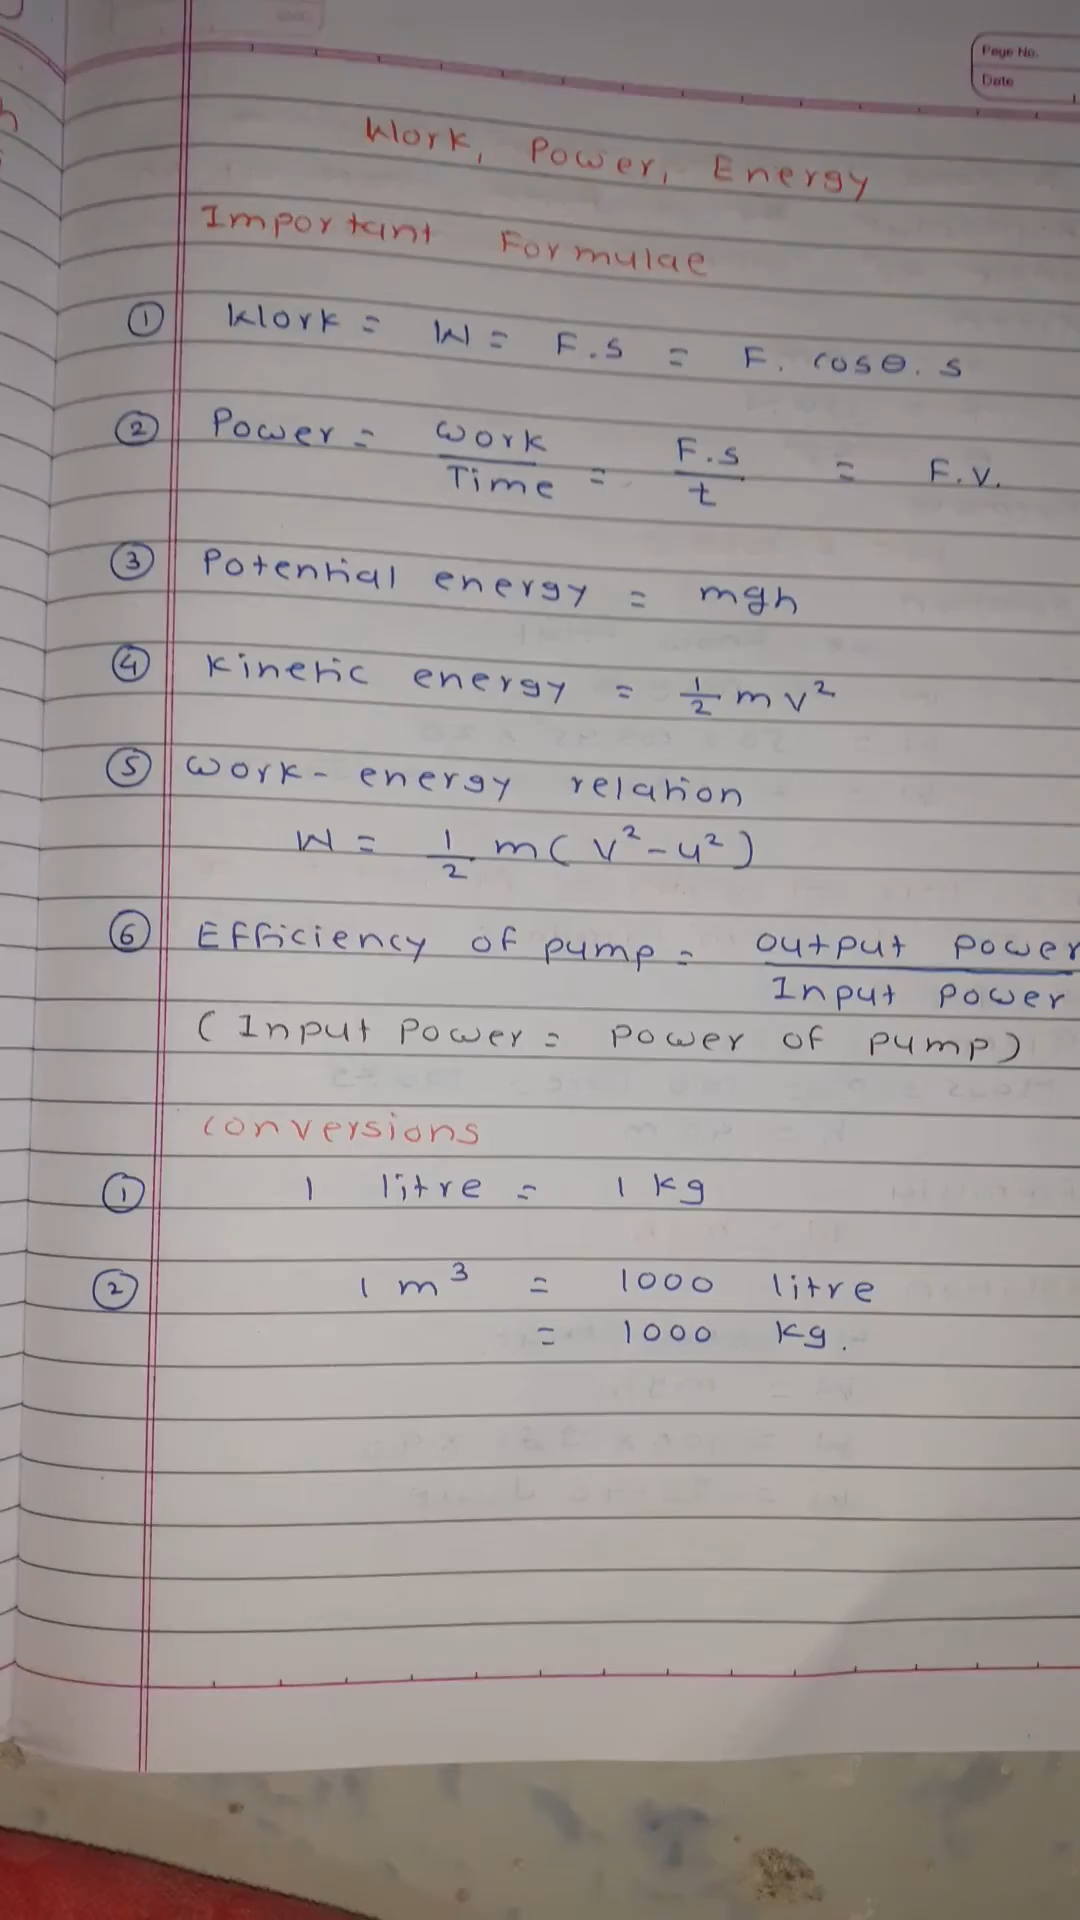 Page No.
Date
Work, Power, Energy
Important Formulae
① Work = W = F.s = F. cosθ. s
② Power = Work/Time = F.s/t = F.V.
③ Potential energy = mgh
④ Kinetic energy = 1/2 mv²
⑤ Work-energy relation
W = 1/2 m(v²-u²)
⑥ Efficiency of pump = Output power/Input power
(Input Power = Power of pump)
Conversions
① 1 litre = 1 kg
② 1 m³ = 1000 litre
= 1000 kg.